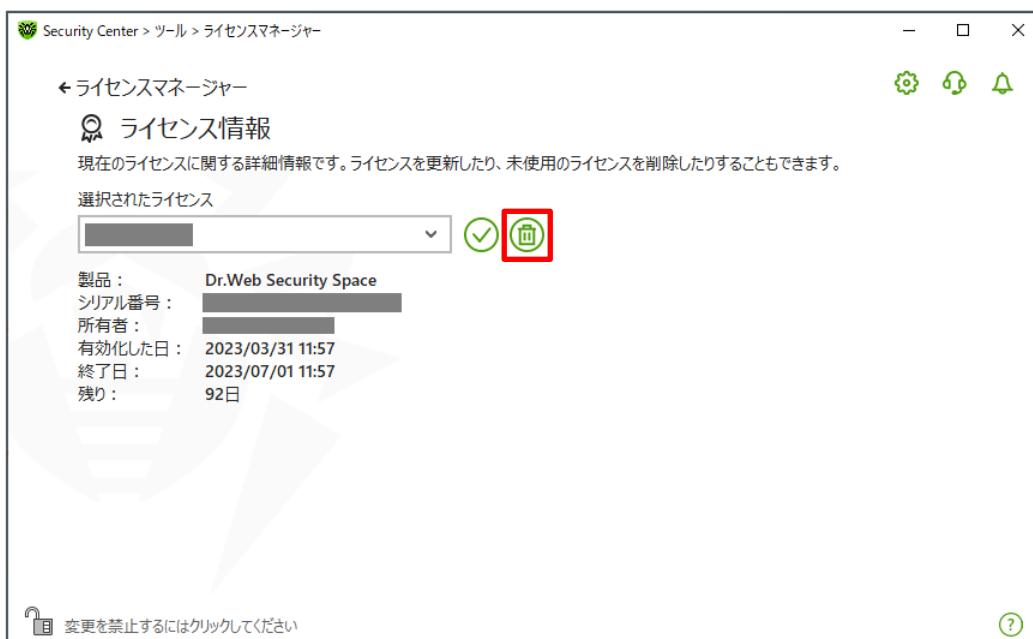 Security Center > ツール > ライセンスマネージャー
ライセンスマネージャー
ライセンス情報
現在のライセンスに関する詳細情報です。ライセンスを更新したり、未使用のライセンスを削除したりすることもできます。
選択されたライセンス
製品： Dr.Web Security Space
シリアル番号：
所有者：
有効化した日： 2023/03/31 11:57
終了日： 2023/07/01 11:57
残り： 92日
変更を禁止するにはクリックしてください
?